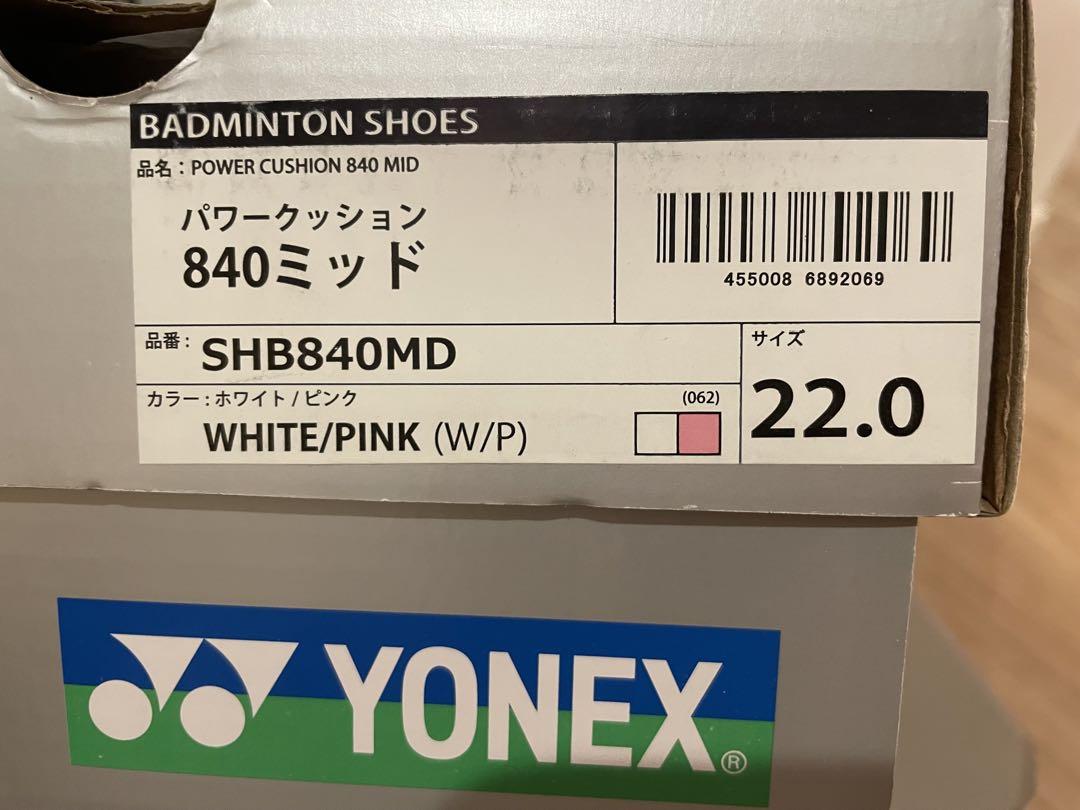 BADMINTON SHOES
品名：POWER CUSHION 840 MID
パワークッション
840ミッド
455008 6892069
品番：
SHB840MD
カラー：ホワイト / ピンク
(062)
WHITE/PINK (W/P)
サイズ
22.0
YONEX®